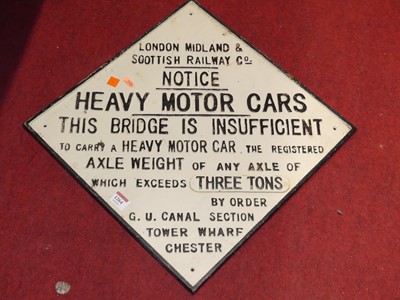 LONDON MIDLAND &
SCOTTISH RAILWAY Co.
NOTICE
HEAVY MOTOR CARS
THIS BRIDGE IS INSUFFICIENT
TO CARRY A HEAVY MOTOR CAR THE REGISTERED
AXLE WEIGHT OF ANY AXLE OF
WHICH EXCEEDS THREE TONS
BY ORDER
G. U. CANAL SECTION
TOWER WHARF
CHESTER